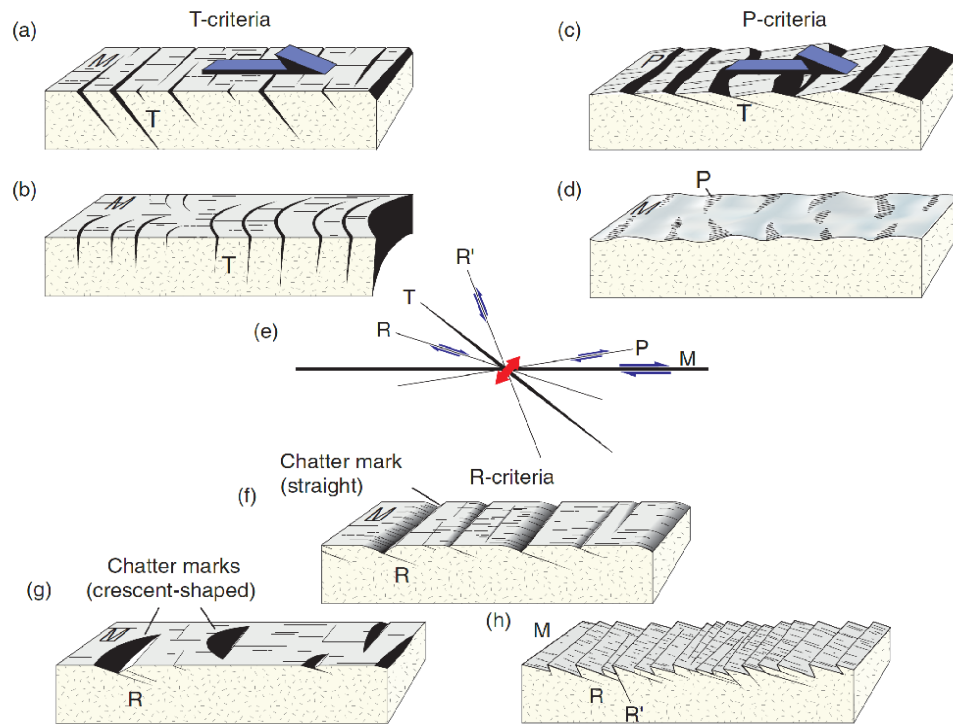 T-criteria
P-criteria
(a)
M
T
(c)
P
T
(b)
M
T
(d)
P
M
(e)
R'
T
R
P
M
Chatter mark
(straight)
R-criteria
(f)
M
R
Chatter marks
(crescent-shaped)
(g)
M
R
(h)
M
R
R'